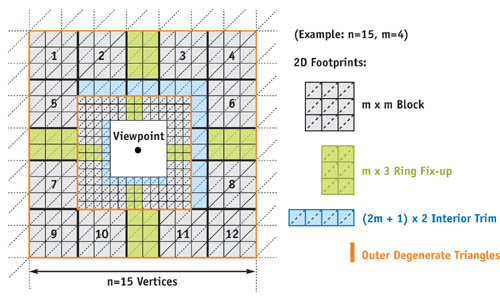 (Example: n=15, m=4)
2D Footprints:
m x m Block
m x 3 Ring Fix-up
(2m + 1) x 2 Interior Trim
Outer Degenerate Triangles
1 2 3 4
5 6
Viewpoint
7 8
9 10 11 12
n=15 Vertices